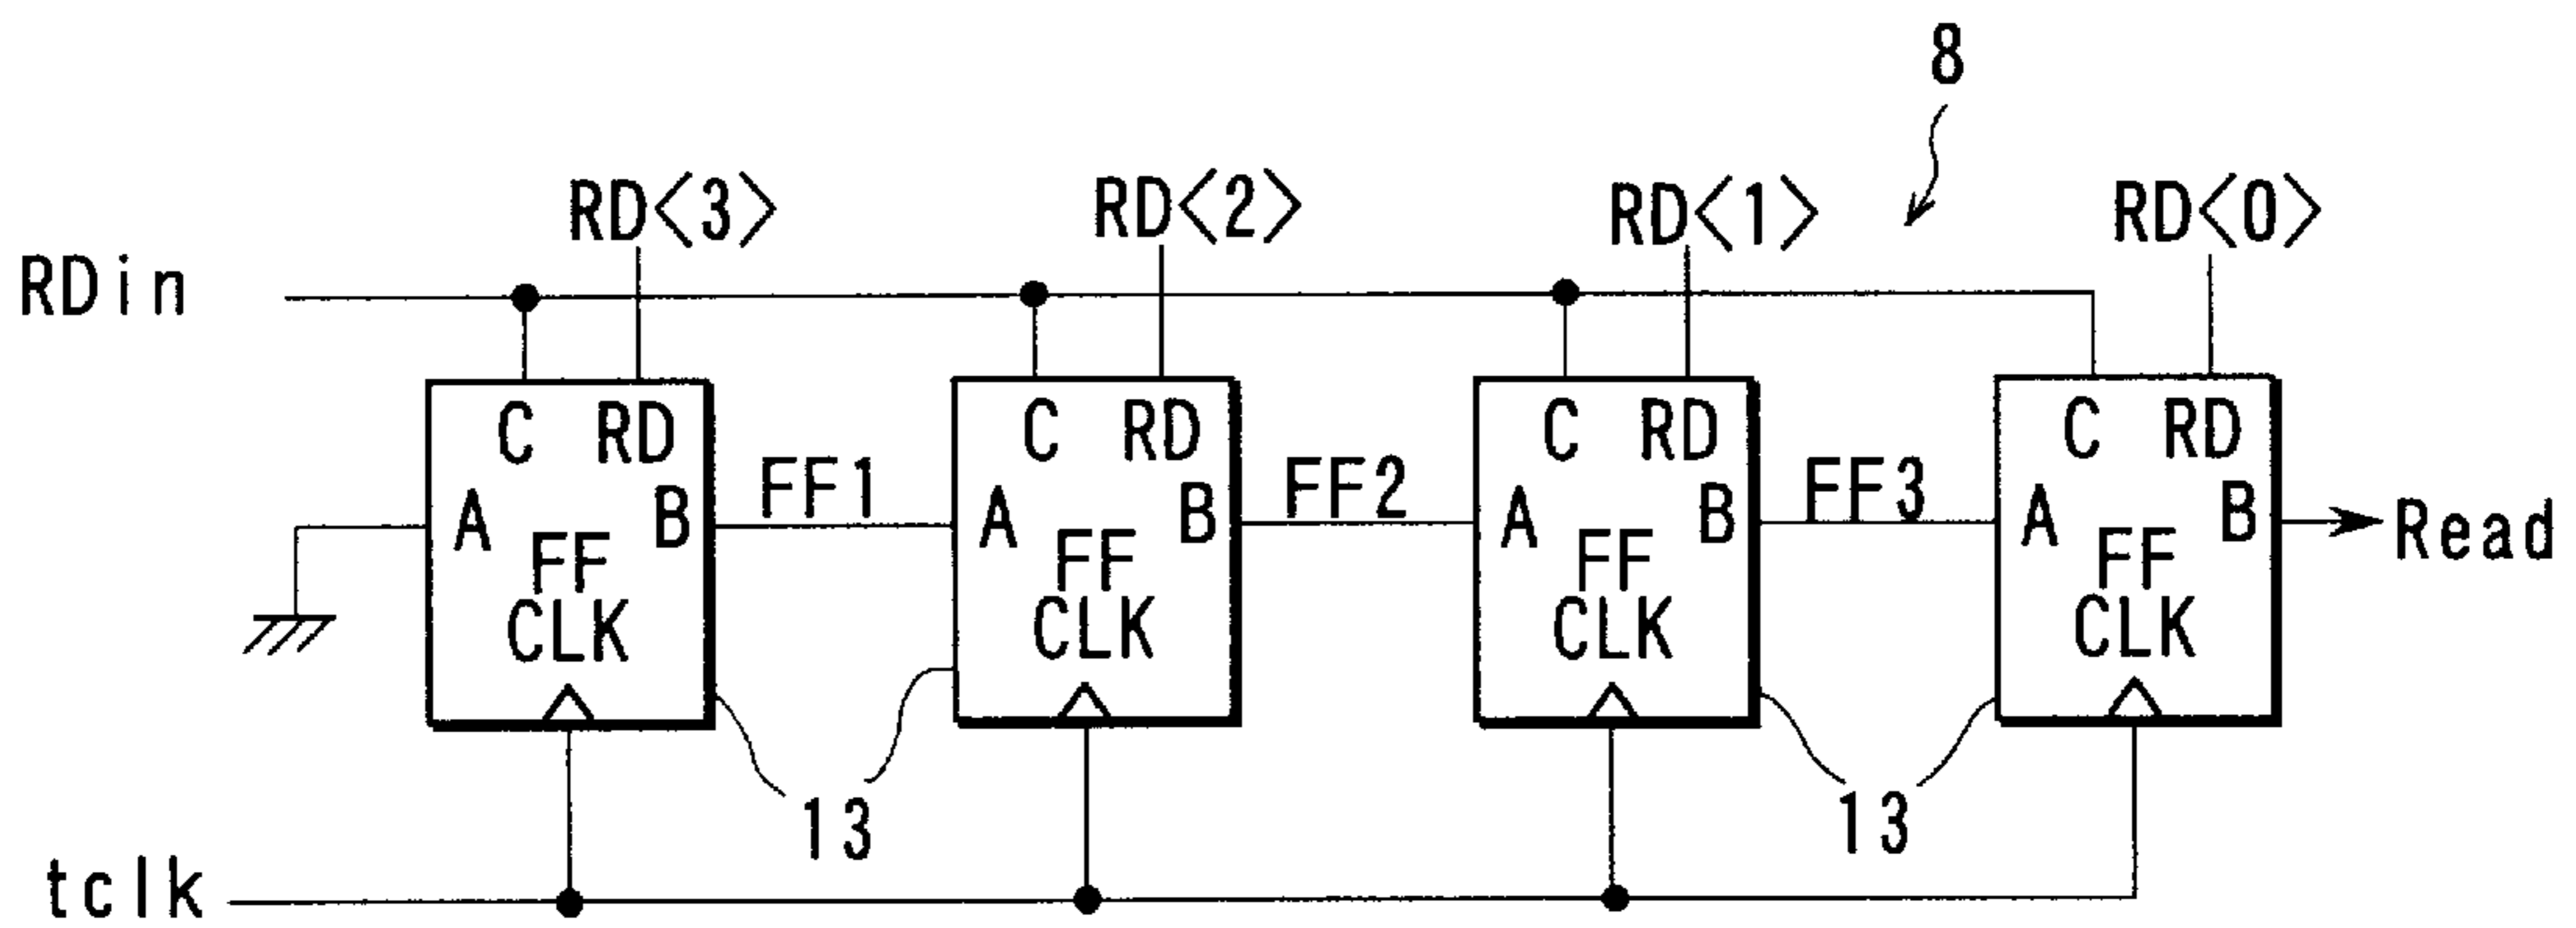 8
RD<3> RD<2> RD<1> RD<0>
RDin
C RD C RD C RD C RD
A B FF1 A B FF2 A B FF3 A B Read
FF FF FF FF
CLK CLK CLK CLK
13 13
tclk